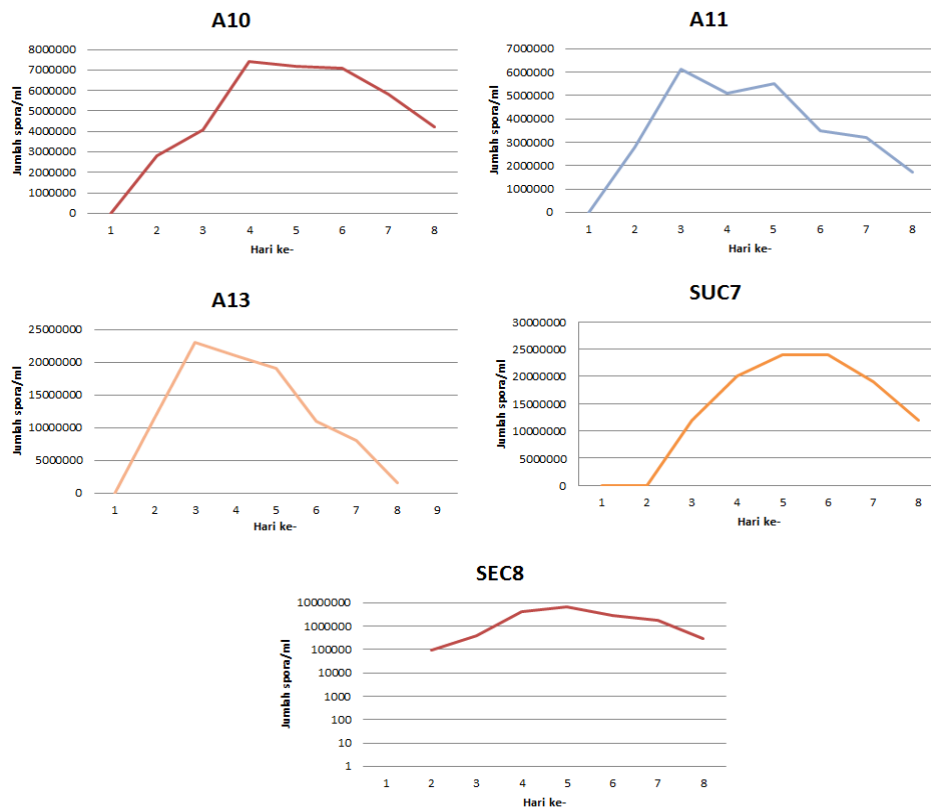 A10
Jumlah spora/ml
8000000
7000000
6000000
5000000
4000000
3000000
2000000
1000000
0
1 2 3 4 5 6 7 8
Hari ke-
A11
Jumlah spora/ml
7000000
6000000
5000000
4000000
3000000
2000000
1000000
0
1 2 3 4 5 6 7 8
Hari ke-
A13
Jumlah spora/ml
25000000
20000000
15000000
10000000
5000000
0
1 2 3 4 5 6 7 8 9
Hari ke-
SUC7
Jumlah spora/ml
30000000
25000000
20000000
15000000
10000000
5000000
0
1 2 3 4 5 6 7 8
Hari ke-
SEC8
Jumlah spora/ml
10000000
1000000
100000
10000
1000
100
10
1
1 2 3 4 5 6 7 8
Hari ke-